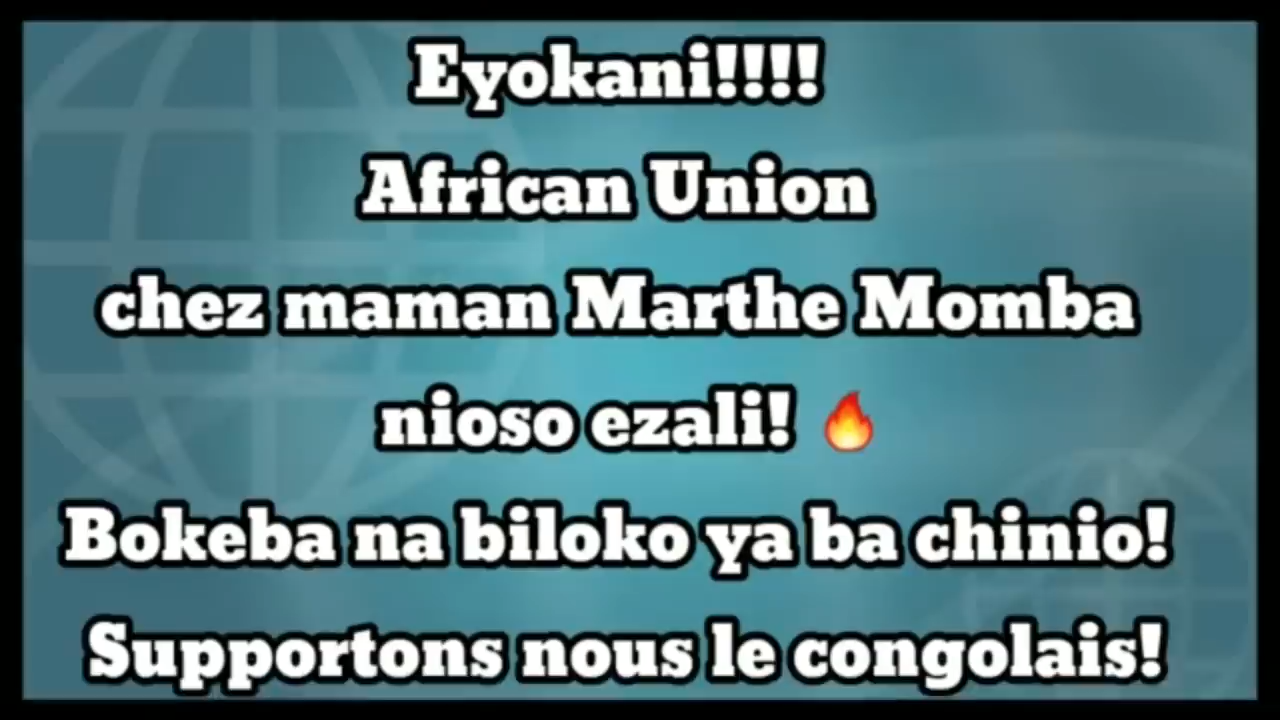 Eyokani!!!!
African Union
chez maman Marthe Momba
nioso ezali! 🔥
Bokeba na biloko ya ba chinio!
Supportons nous le congolais!